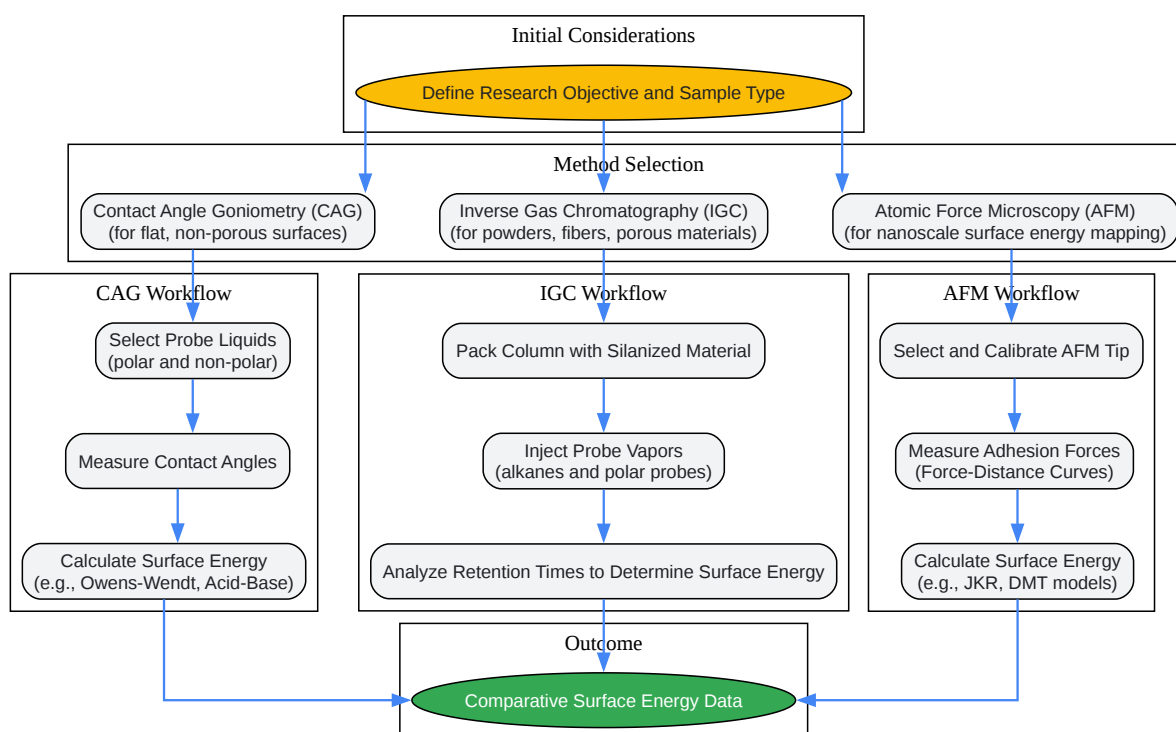 Initial Considerations
Define Research Objective and Sample Type
Method Selection
Contact Angle Goniometry (CAG)
(for flat, non-porous surfaces)
Inverse Gas Chromatography (IGC)
(for powders, fibers, porous materials)
Atomic Force Microscopy (AFM)
(for nanoscale surface energy mapping)
CAG Workflow
Select Probe Liquids
(polar and non-polar)
Measure Contact Angles
Calculate Surface Energy
(e.g., Owens-Wendt, Acid-Base)
IGC Workflow
Pack Column with Silanized Material
Inject Probe Vapors
(alkanes and polar probes)
Analyze Retention Times to Determine Surface Energy
AFM Workflow
Select and Calibrate AFM Tip
Measure Adhesion Forces
(Force-Distance Curves)
Calculate Surface Energy
(e.g., JKR, DMT models)
Outcome
Comparative Surface Energy Data